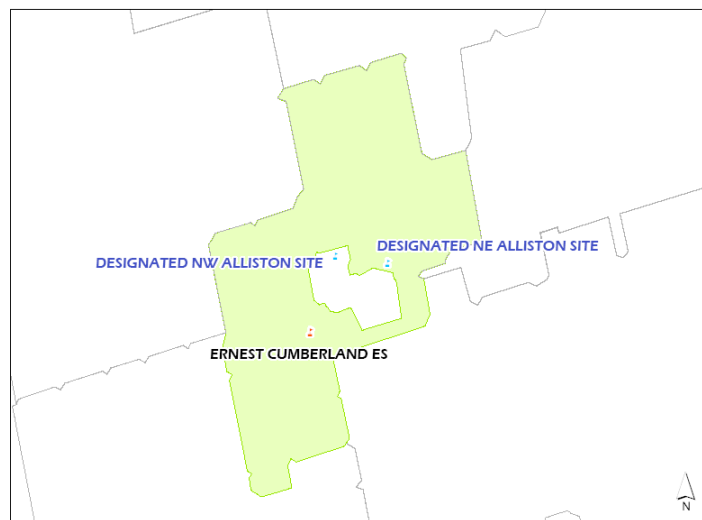 DESIGNATED NE ALLISTON SITE
DESIGNATED NW ALLISTON SITE
ERNEST CUMBERLAND ES
N